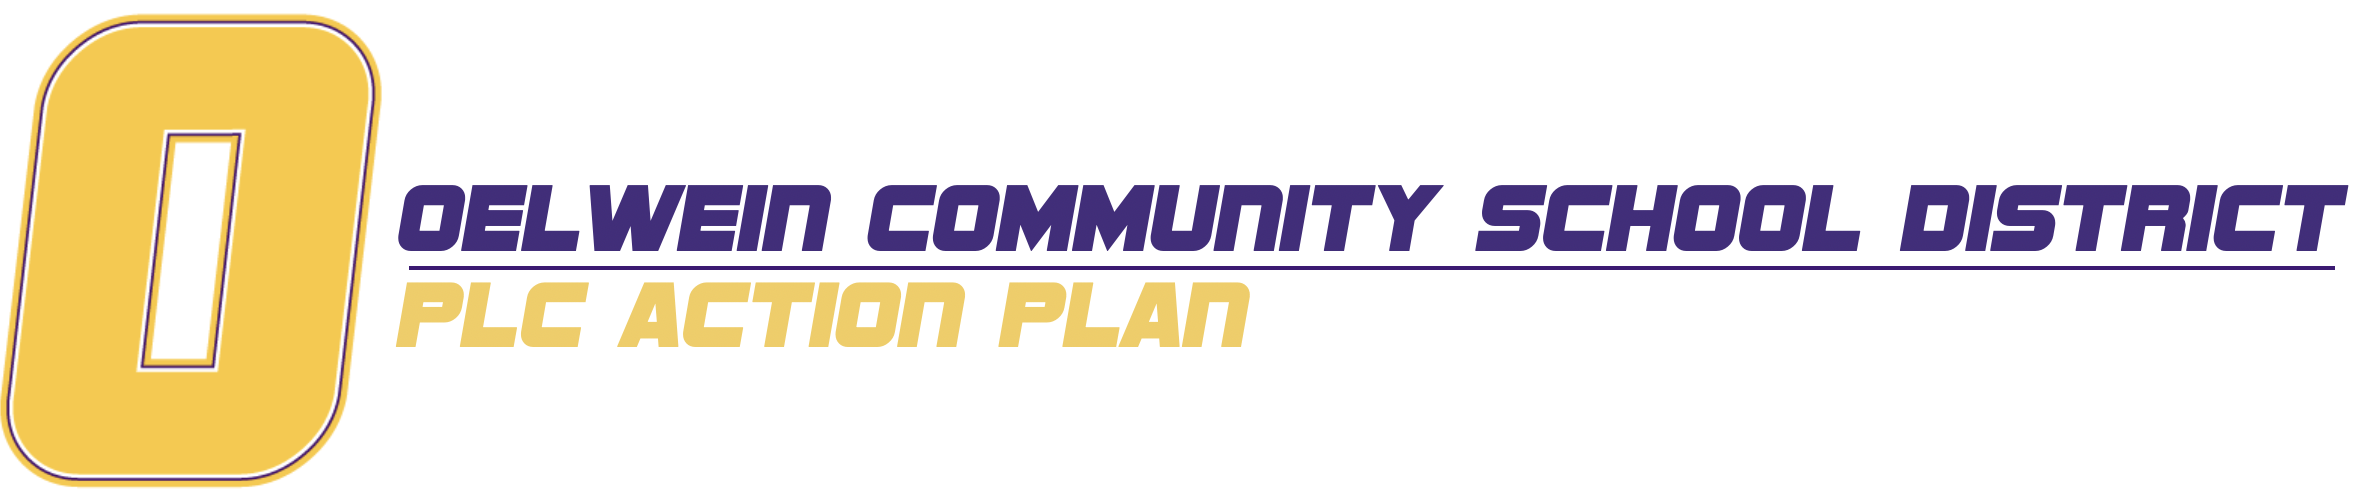 O
OELWEIN COMMUNITY SCHOOL DISTRICT
PLC ACTION PLAN